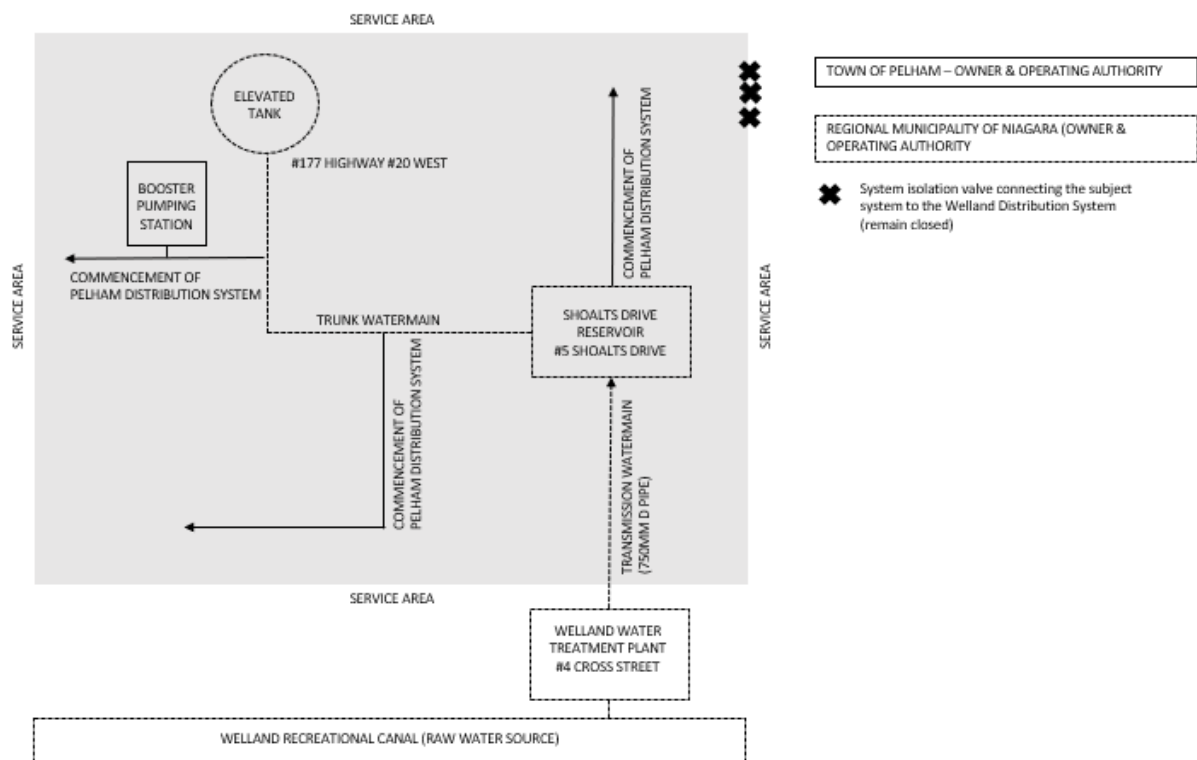 SERVICE AREA
ELEVATED
TANK
#177 HIGHWAY #20 WEST
BOOSTER
PUMPING
STATION
COMMENCEMENT OF
PELHAM DISTRIBUTION SYSTEM
SERVICE AREA
TRUNK WATERMAIN
COMMENCEMENT OF
PELHAM DISTRIBUTION SYSTEM
COMMENCEMENT OF
PELHAM DISTRIBUTION SYSTEM
SHOALTS DRIVE
RESERVOIR
#5 SHOALTS DRIVE
SERVICE AREA
TRANSMISSION WATERMAIN
(750MM D PIPE)
SERVICE AREA
WELLAND WATER
TREATMENT PLANT
#4 CROSS STREET
WELLAND RECREATIONAL CANAL (RAW WATER SOURCE)
TOWN OF PELHAM – OWNER & OPERATING AUTHORITY
REGIONAL MUNICIPALITY OF NIAGARA (OWNER &
OPERATING AUTHORITY
System isolation valve connecting the subject
system to the Welland Distribution System
(remain closed)